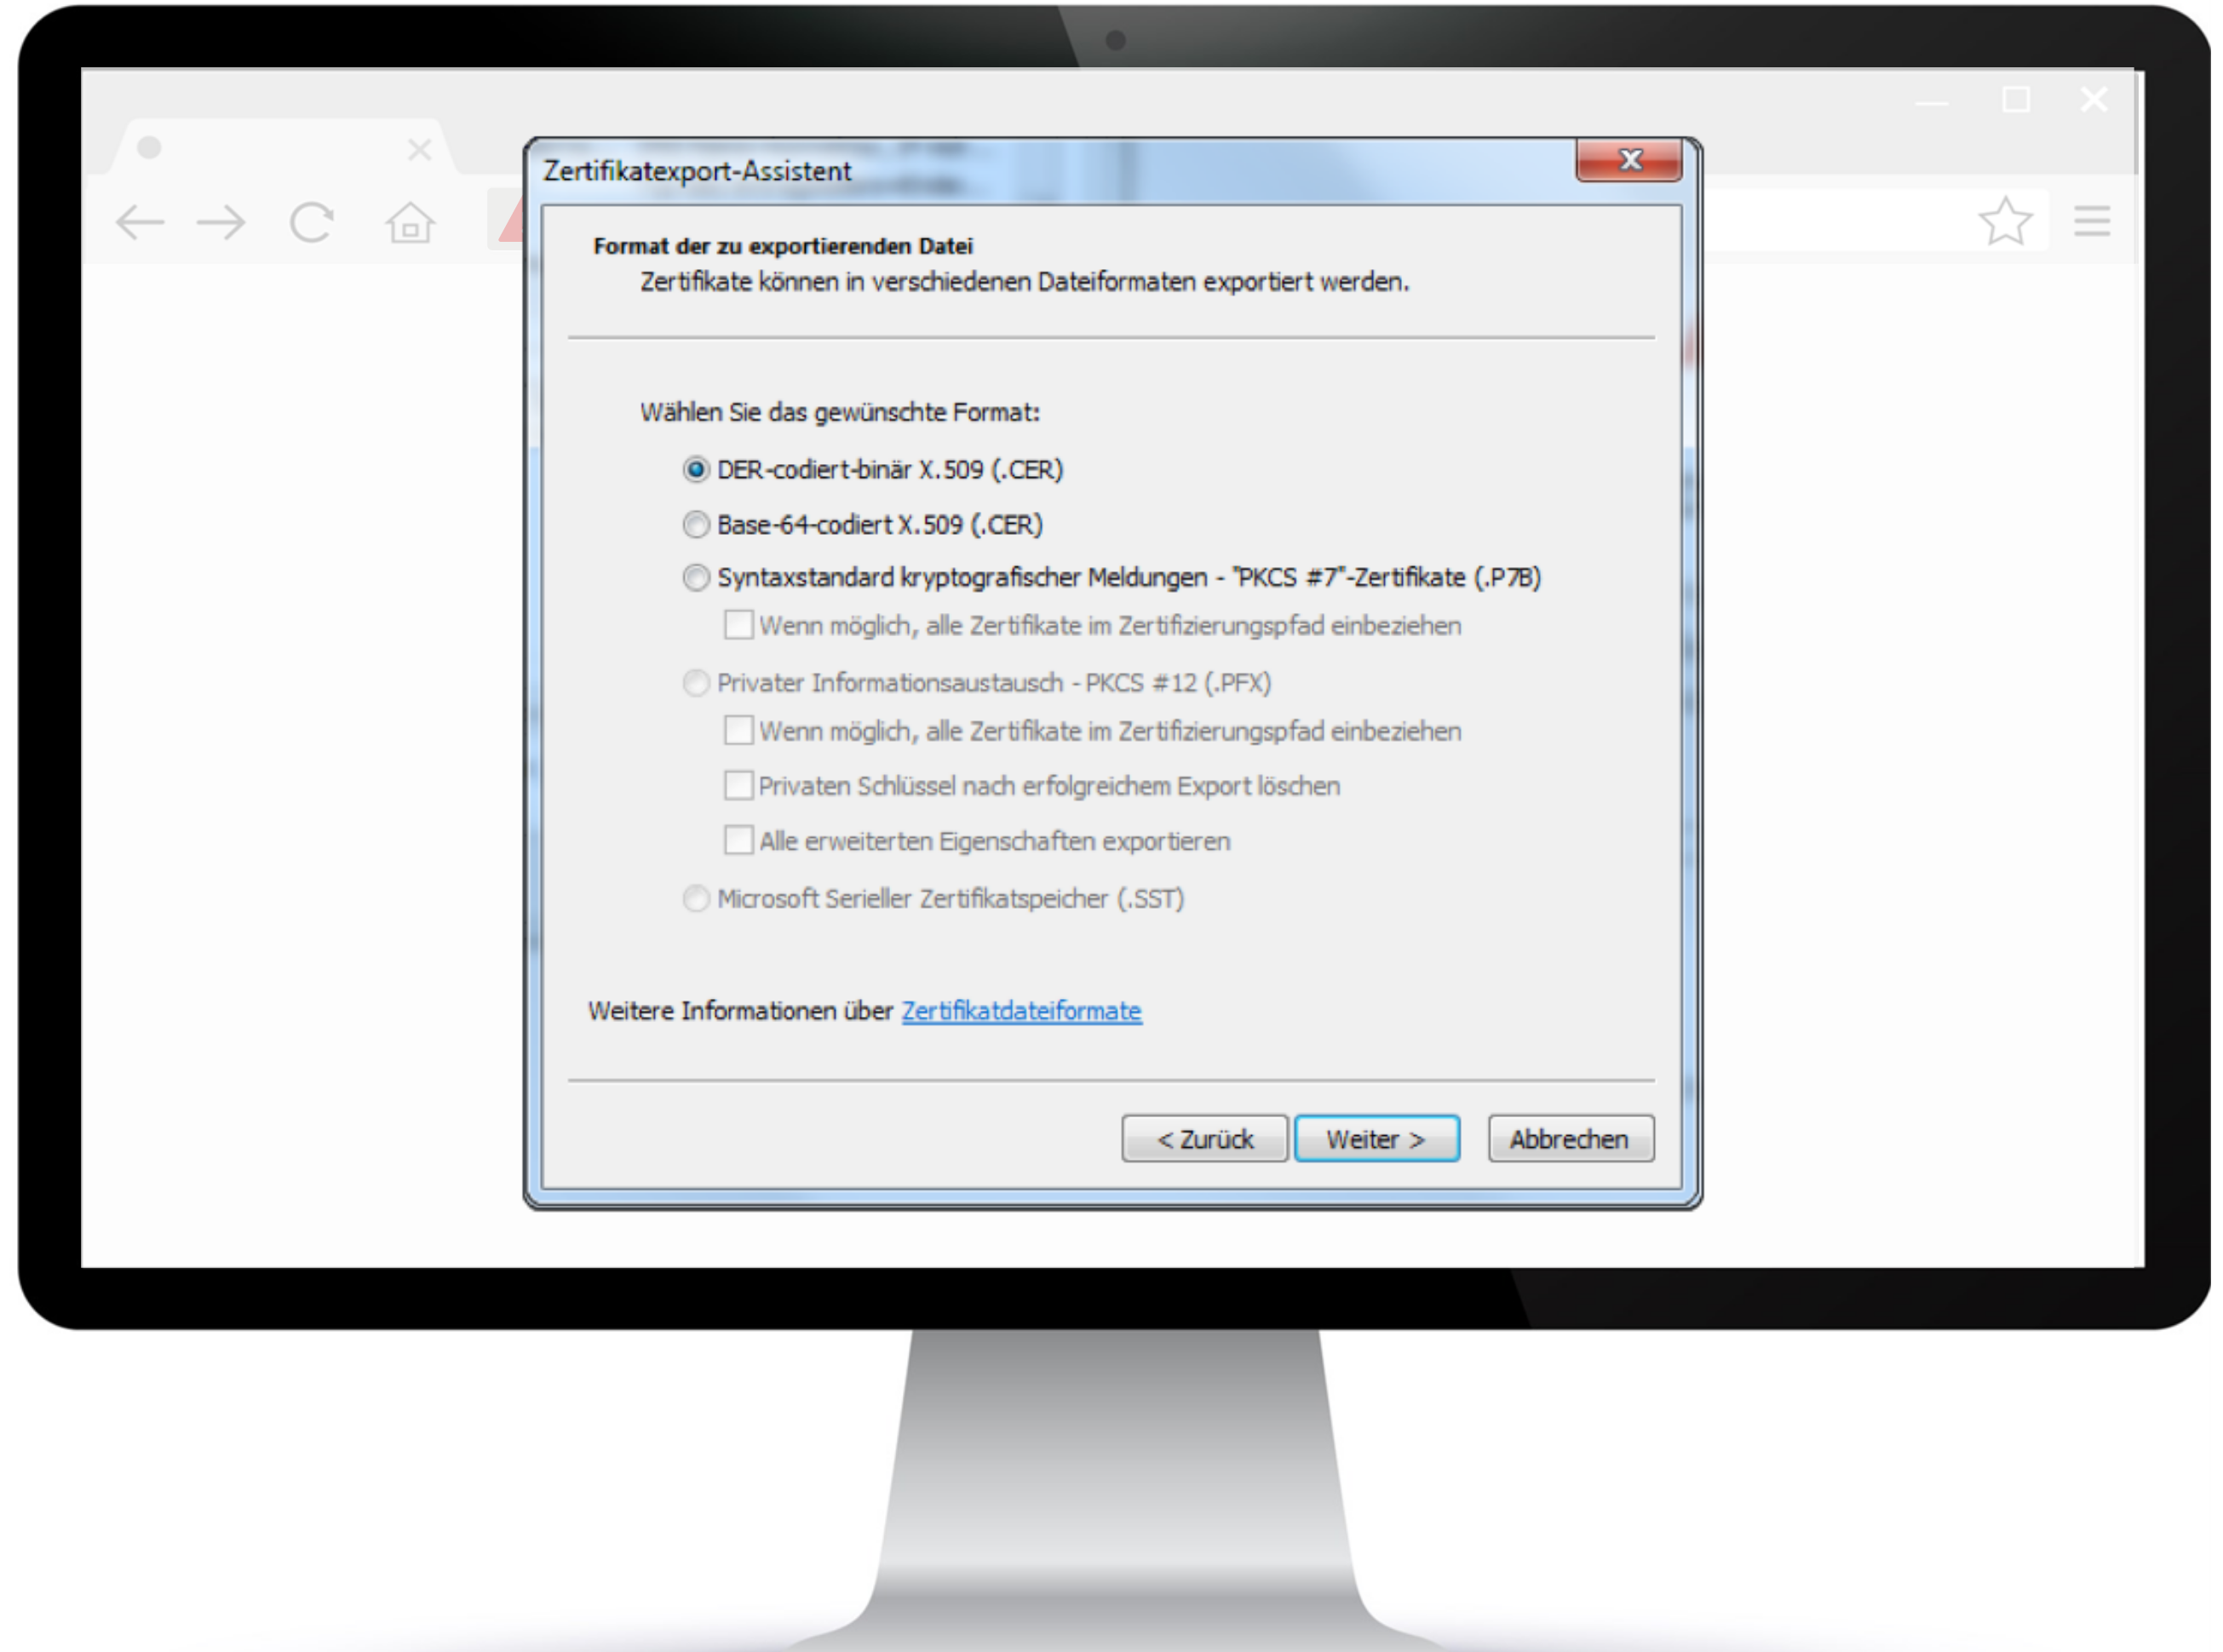 Zertifikatexport-Assistent
Format der zu exportierenden Datei
Zertifikate können in verschiedenen Dateiformaten exportiert werden.
Wählen Sie das gewünschte Format:
DER-codiert-binär X.509 (.CER)
Base-64-codiert X.509 (.CER)
Syntaxstandard kryptografischer Meldungen - "PKCS #7"-Zertifikate (.P7B)
Wenn möglich, alle Zertifikate im Zertifizierungspfad einbeziehen
Privater Informationsaustausch - PKCS #12 (.PFX)
Wenn möglich, alle Zertifikate im Zertifizierungspfad einbeziehen
Privaten Schlüssel nach erfolgreichem Export löschen
Alle erweiterten Eigenschaften exportieren
Microsoft Serieller Zertifikatspeicher (.SST)
Weitere Informationen über Zertifikatdateiformate
< Zurück Weiter > Abbrechen